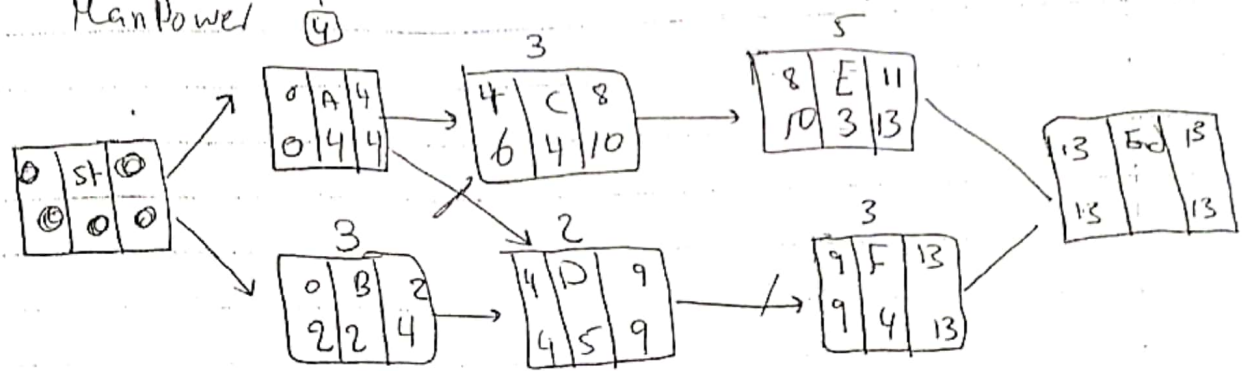 ManPower
4
3
5
0 A 4
0 4 4
4 C 8
6 4 10
8 E 11
10 3 13
0 St 0
0 0 0
13 End 13
13 13
3
0 B 2
2 2 4
2
4 D 9
4 5 9
3
9 F 13
9 4 13